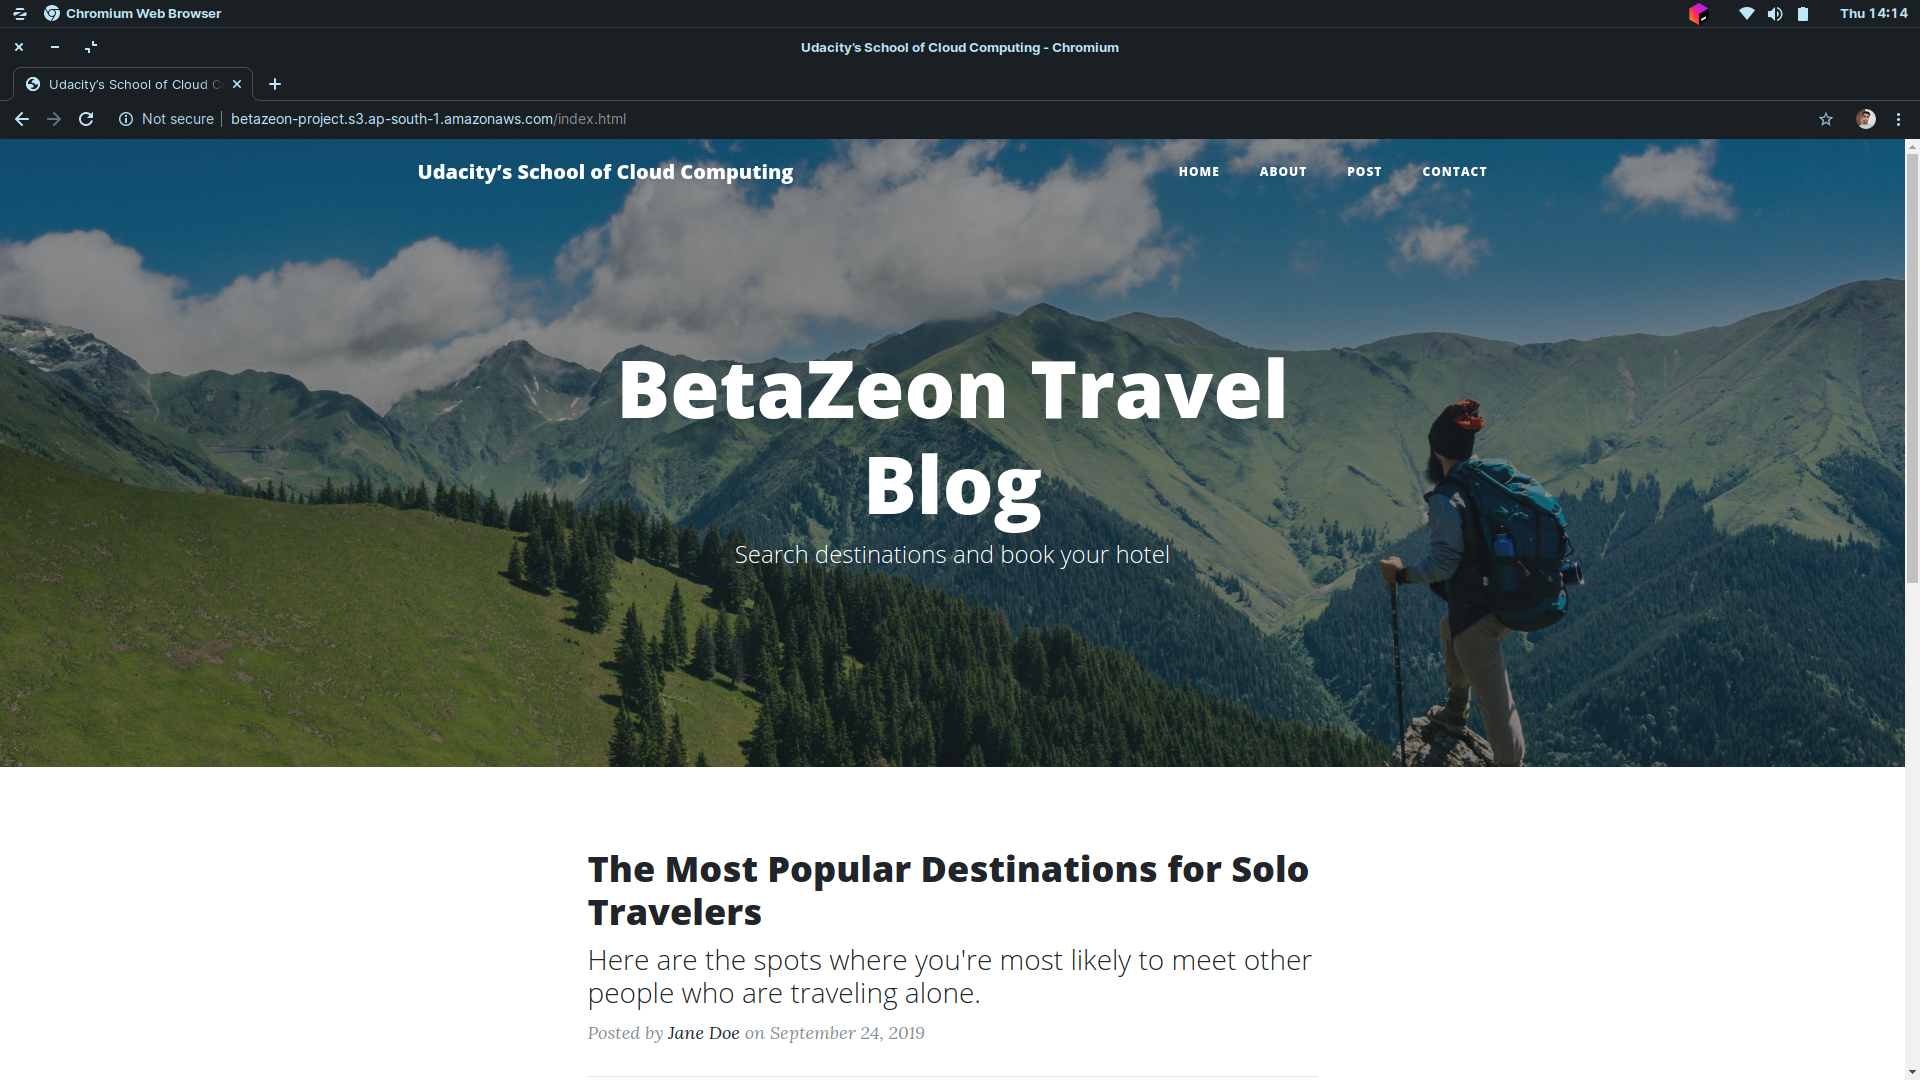 Chromium Web Browser
Thu 14:14
Udacity’s School of Cloud Computing - Chromium
Udacity’s School of Cloud
Not secure
betazeon-project.s3.ap-south-1.amazonaws.com/index.html
Udacity’s School of Cloud Computing
HOME ABOUT POST CONTACT
BetaZeon Travel
Blog
Search destinations and book your hotel
The Most Popular Destinations for Solo
Travelers
Here are the spots where you're most likely to meet other
people who are traveling alone.
Posted by Jane Doe on September 24, 2019